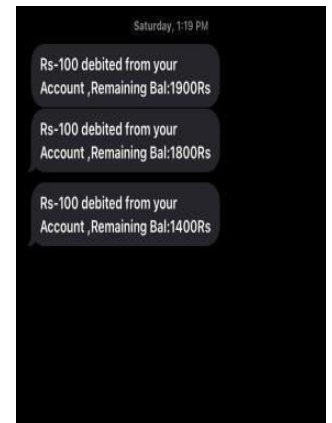 Saturday, 1:19 PM
Rs-100 debited from your
Account ,Remaining Bal:1900Rs
Rs-100 debited from your
Account ,Remaining Bal:1800Rs
Rs-100 debited from your
Account ,Remaining Bal:1400Rs